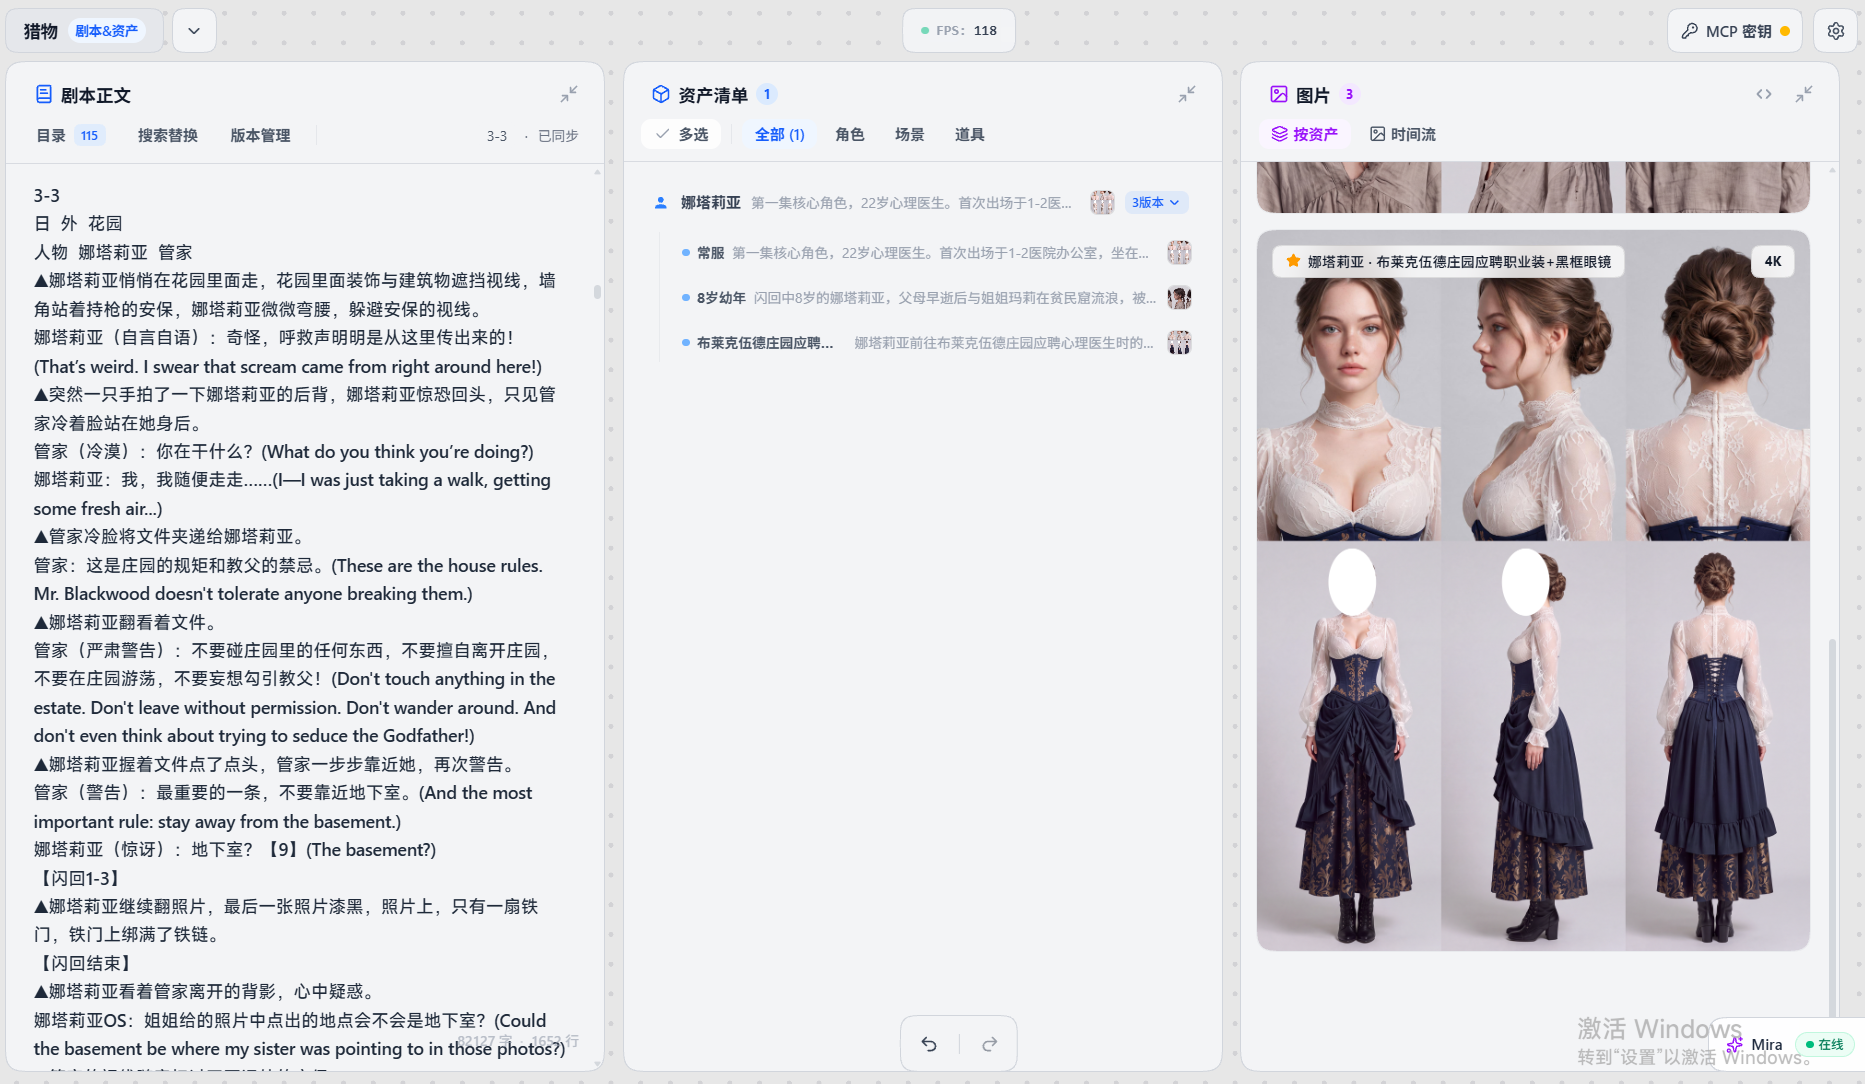 猎物 剧本&资产
FPS: 118
MCP 密钥
剧本正文
目录 115 搜索替换 版本管理 3-3 · 已同步
3-3
日 外 花园
人物 娜塔莉亚 管家
▲娜塔莉亚悄悄在花园里面走，花园里面装饰与建筑物遮挡视线，墙
角站着持枪的安保，娜塔莉亚微微弯腰，躲避安保的视线。
娜塔莉亚（自言自语）：奇怪，呼救声明明是从这里传出来的！
(That’s weird. I swear that scream came from right around here!)
▲突然一只手拍了一下娜塔莉亚的后背，娜塔莉亚惊恐回头，只见管
家冷着脸站在她身后。
管家（冷漠）：你在干什么？(What do you think you’re doing?)
娜塔莉亚：我，我随便走走……(I—I was just taking a walk, getting
some fresh air...)
▲管家冷脸将文件夹递给娜塔莉亚。
管家：这是庄园的规矩和教父的禁忌。(These are the house rules.
Mr. Blackwood doesn't tolerate anyone breaking them.)
▲娜塔莉亚翻看着文件。
管家（严肃警告）：不要碰庄园里的任何东西，不要擅自离开庄园，
不要在庄园游荡，不要妄想勾引教父！(Don't touch anything in the
estate. Don't leave without permission. Don't wander around. And
don't even think about trying to seduce the Godfather!)
▲娜塔莉亚握着文件点了点头，管家一步步靠近她，再次警告。
管家（警告）：最重要的一条，不要靠近地下室。(And the most
important rule: stay away from the basement.)
娜塔莉亚（惊讶）：地下室？【9】(The basement?)
【闪回1-3】
▲娜塔莉亚继续翻照片，最后一张照片漆黑，照片上，只有一扇铁
门，铁门上绑满了铁链。
【闪回结束】
▲娜塔莉亚看着管家离开的背影，心中疑惑。
娜塔莉亚OS：姐姐给的照片中点出的地点会不会是地下室？(Could
the basement be where my sister was pointing to in those photos?)
82127 字 · 1652 行
资产清单 1
多选 全部 (1) 角色 场景 道具
娜塔莉亚 第一集核心角色，22岁心理医生。首次出场于1-2医... 3版本
常服 第一集核心角色，22岁心理医生。首次出场于1-2医院办公室，坐在...
8岁幼年 闪回中8岁的娜塔莉亚，父母早逝后与姐姐玛莉在贫民窟流浪，被...
布莱克伍德庄园应聘... 娜塔莉亚前往布莱克伍德庄园应聘心理医生时的...
图片 3
按资产 时间流
娜塔莉亚 · 布莱克伍德庄园应聘职业装+黑框眼镜
4K
激活 Windows
转到“设置”以激活 Windows。
Mira 在线